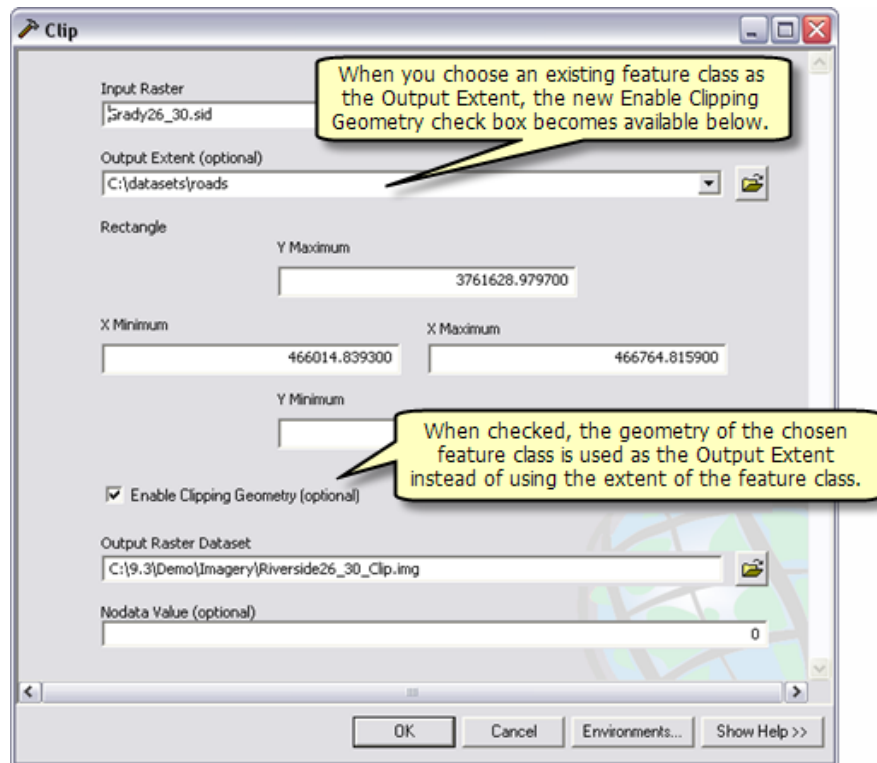 Clip
Input Raster
Grady26_30.sid
When you choose an existing feature class as
the Output Extent, the new Enable Clipping
Geometry check box becomes available below.
Output Extent (optional)
C:\datasets\roads
Rectangle
Y Maximum
3761628.979700
X Minimum
X Maximum
466014.839300
466764.815900
Y Minimum
When checked, the geometry of the chosen
feature class is used as the Output Extent
instead of using the extent of the feature class.
Enable Clipping Geometry (optional)
Output Raster Dataset
C:\9.3\Demo\Imagery\Riverside26_30_Clip.img
Nodata Value (optional)
0
OK
Cancel
Environments...
Show Help >>